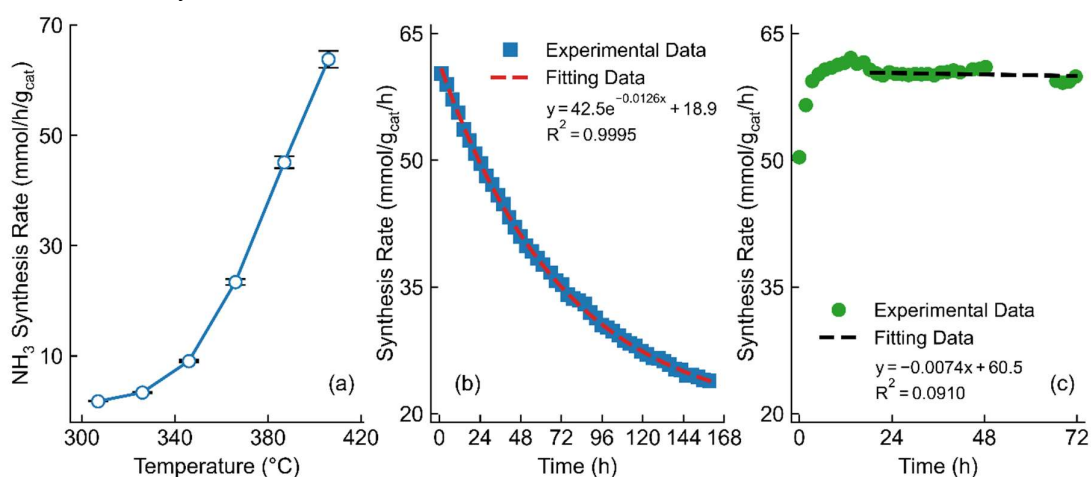 70
50
30
10
NH₃ Synthesis Rate (mmol/h/g_cat)
300 340 380 420
Temperature (°C)
(a)
65
50
35
20
Synthesis Rate (mmol/g_cat/h)
0 24 48 72 96 120 144 168
Time (h)
Experimental Data
Fitting Data
y = 42.5e^−0.0126x + 18.9
R² = 0.9995
(b)
65
50
35
20
Synthesis Rate (mmol/g_cat/h)
0 24 48 72
Time (h)
Experimental Data
Fitting Data
y = −0.0074x + 60.5
R² = 0.0910
(c)